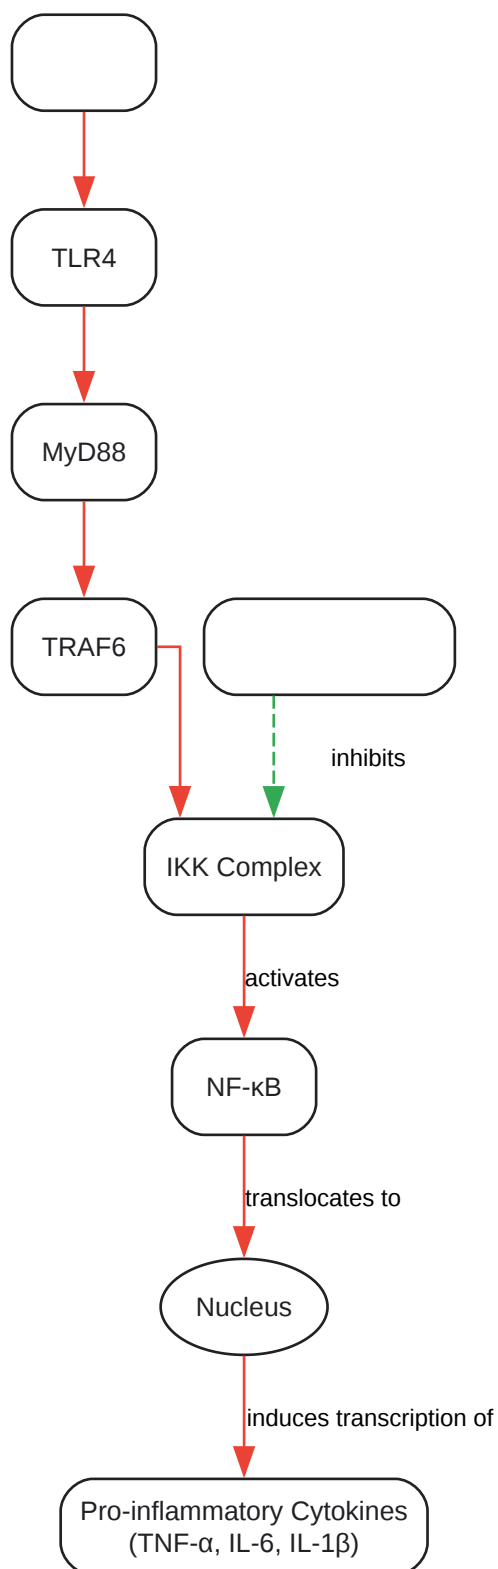 TLR4
MyD88
TRAF6
inhibits
IKK Complex
activates
NF-κB
translocates to
Nucleus
induces transcription of
Pro-inflammatory Cytokines
(TNF-α, IL-6, IL-1β)